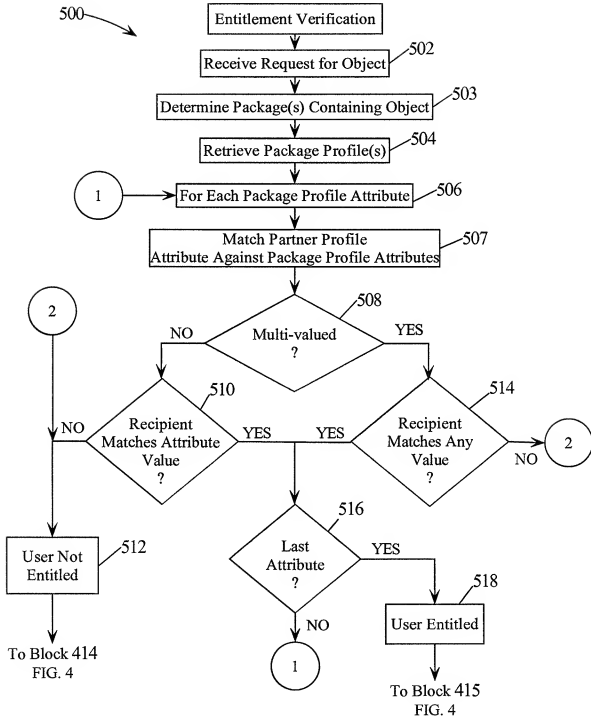 500
Entitlement Verification
Receive Request for Object
502
Determine Package(s) Containing Object
503
Retrieve Package Profile(s)
504
1
For Each Package Profile Attribute
506
Match Partner Profile
Attribute Against Package Profile Attributes
507
2
508
NO
Multi-valued
?
YES
510
514
NO
Recipient
Matches Attribute
Value
?
YES
YES
Recipient
Matches Any
Value
?
NO
2
516
User Not
Entitled
512
Last
Attribute
?
YES
518
User Entitled
NO
1
To Block 414
FIG. 4
To Block 415
FIG. 4